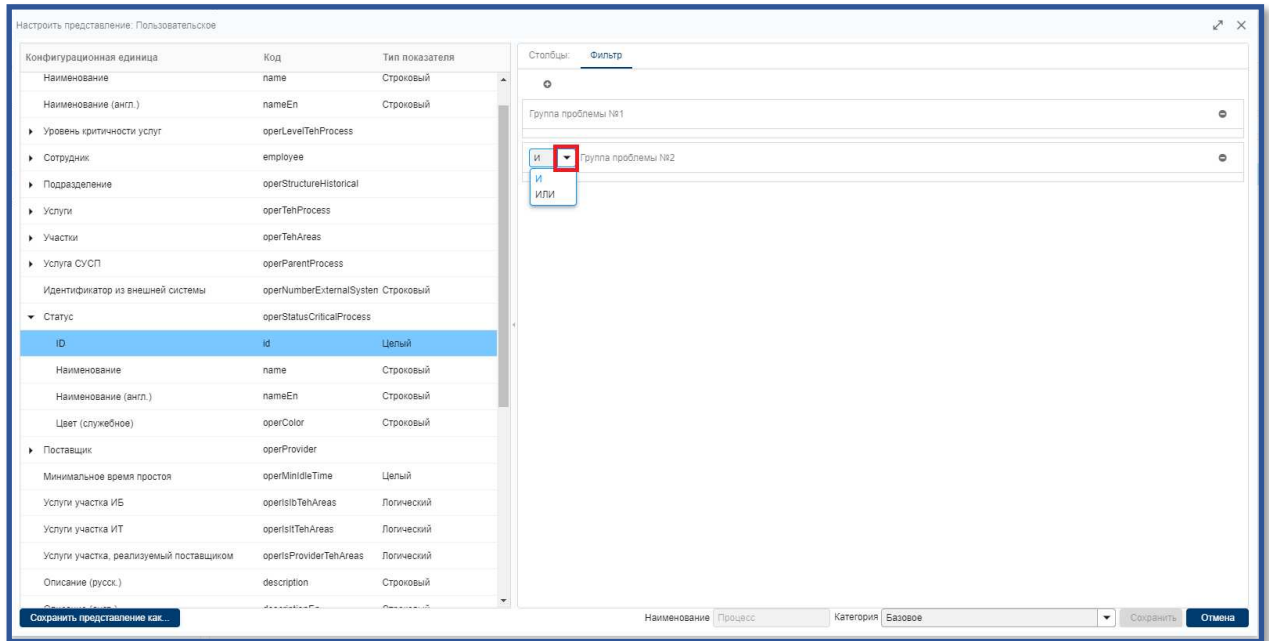 Настроить представление: Пользовательское
Конфигурационная единица Код Тип показателя
Наименование name Строковый
Наименование (англ.) nameEn Строковый
Уровень критичности услуг operLevelTehProcess
Сотрудник employee
Подразделение operStructureHistorical
Услуги operTehProcess
Участки operTehAreas
Услуга СУСП operParentProcess
Идентификатор из внешней системы operNumberExternalSystem Строковый
Статус operStatusCriticalProcess
ID id Целый
Наименование name Строковый
Наименование (англ.) nameEn Строковый
Цвет (служебное) operColor Строковый
Поставщик operProvider
Минимальное время простоя operMinIdleTime Целый
Услуги участка ИБ operIsIbTehAreas Логический
Услуги участка ИТ operIsItTehAreas Логический
Услуги участка, реализуемый поставщиком operIsProviderTehAreas Логический
Описание (русск.) description Строковый
Столбцы: Фильтр
Группа проблемы №1
И Группа проблемы №2
И
ИЛИ
Сохранить представление как... Наименование Процесс Категория Базовое Сохранить Отмена